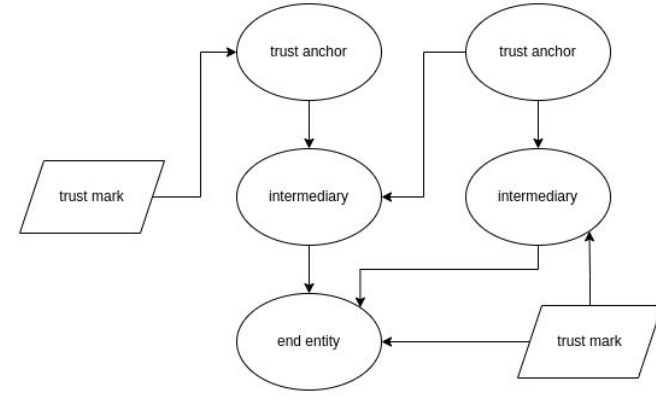 trust anchor
trust anchor
trust mark
intermediary
intermediary
end entity
trust mark